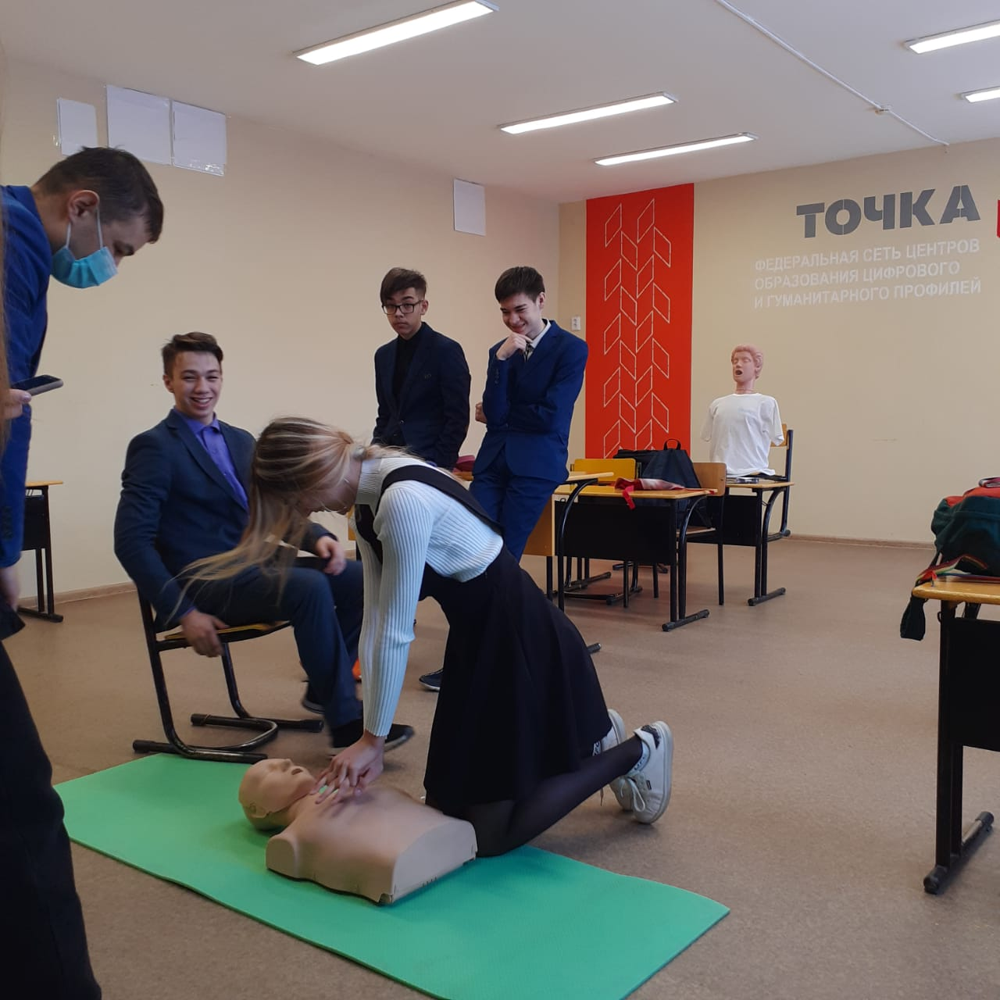 ТОЧКА
ФЕДЕРАЛЬНАЯ СЕТЬ ЦЕНТРОВ
ОБРАЗОВАНИЯ ЦИФРОВОГО
И ГУМАНИТАРНОГО ПРОФИЛЕЙ